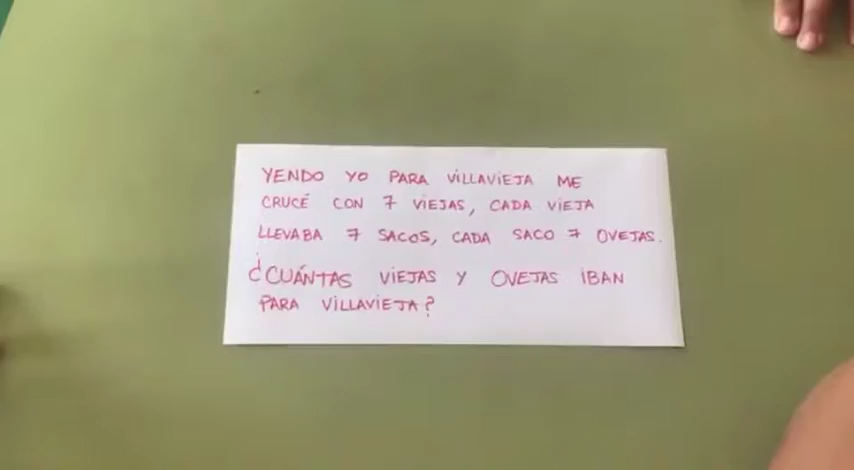 YENDO YO PARA VILLAVIEJA ME
CRUCÉ CON 7 VIEJAS, CADA VIEJA
LLEVABA 7 SACOS, CADA SACO 7 OVEJAS.
¿CUÁNTAS VIEJAS Y OVEJAS IBAN
PARA VILLAVIEJA?